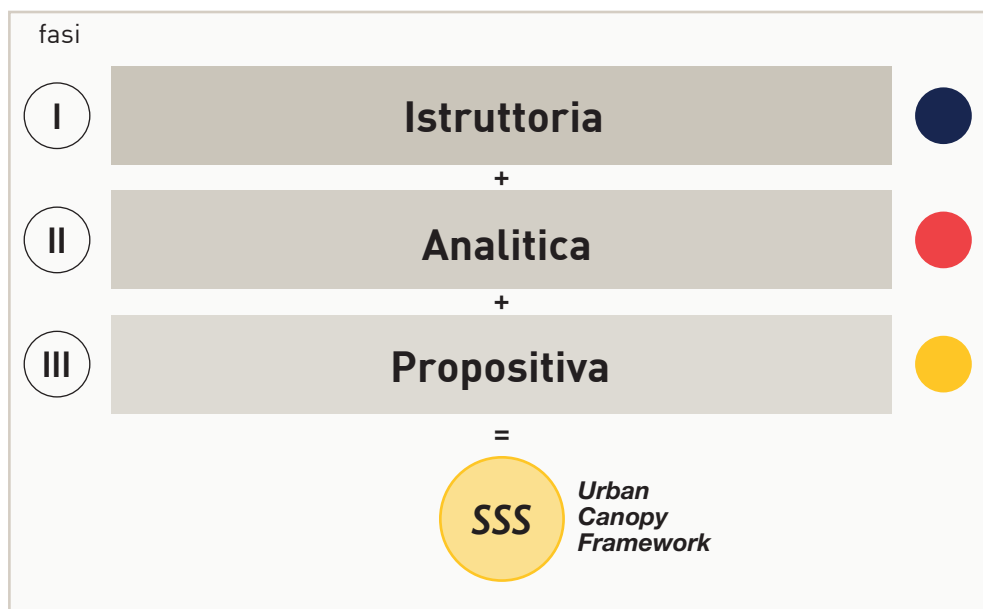 fasi
I
Istruttoria
+
II
Analitica
+
III
Propositiva
=
SSS
Urban
Canopy
Framework